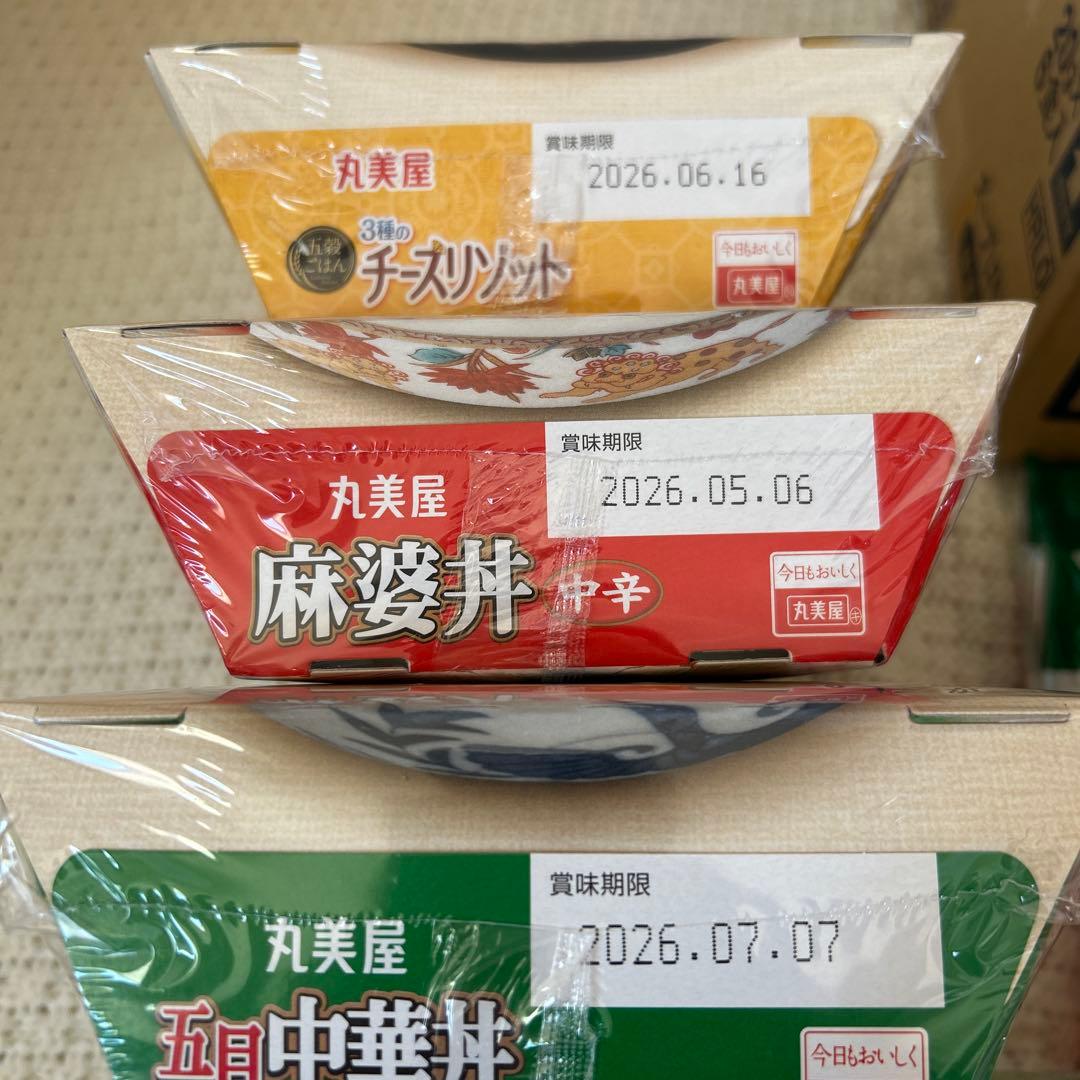 丸美屋
賞味期限
2026.06.16
五穀
ごはん
3種の
チーズリゾット
今日もおいしく
丸美屋
丸美屋
賞味期限
2026.05.06
麻婆丼 中辛
今日もおいしく
丸美屋 キ
丸美屋
賞味期限
2026.07.07
五目中華丼
今日もおいしく